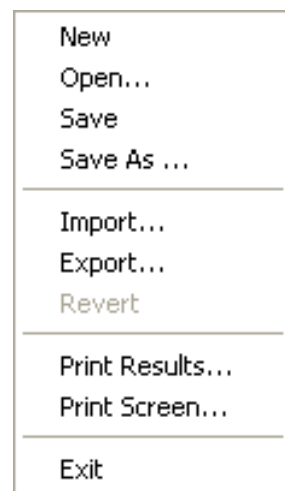 New
Open...
Save
Save As ...
Import...
Export...
Revert
Print Results...
Print Screen...
Exit